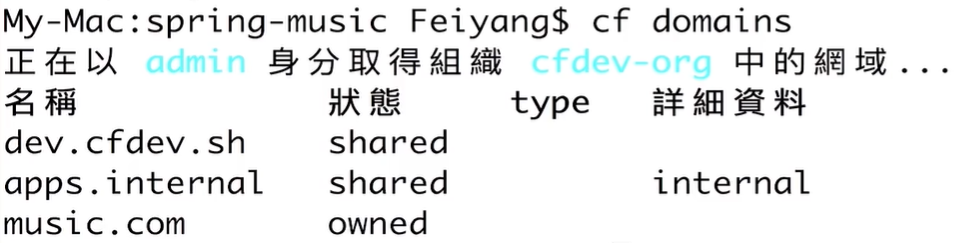 My-Mac:spring-music Feiyang$ cf domains
正在以 admin 身分取得組織 cfdev-org 中的網域...
名稱 狀態 type 詳細資料
dev.cfdev.sh shared
apps.internal shared internal
music.com owned